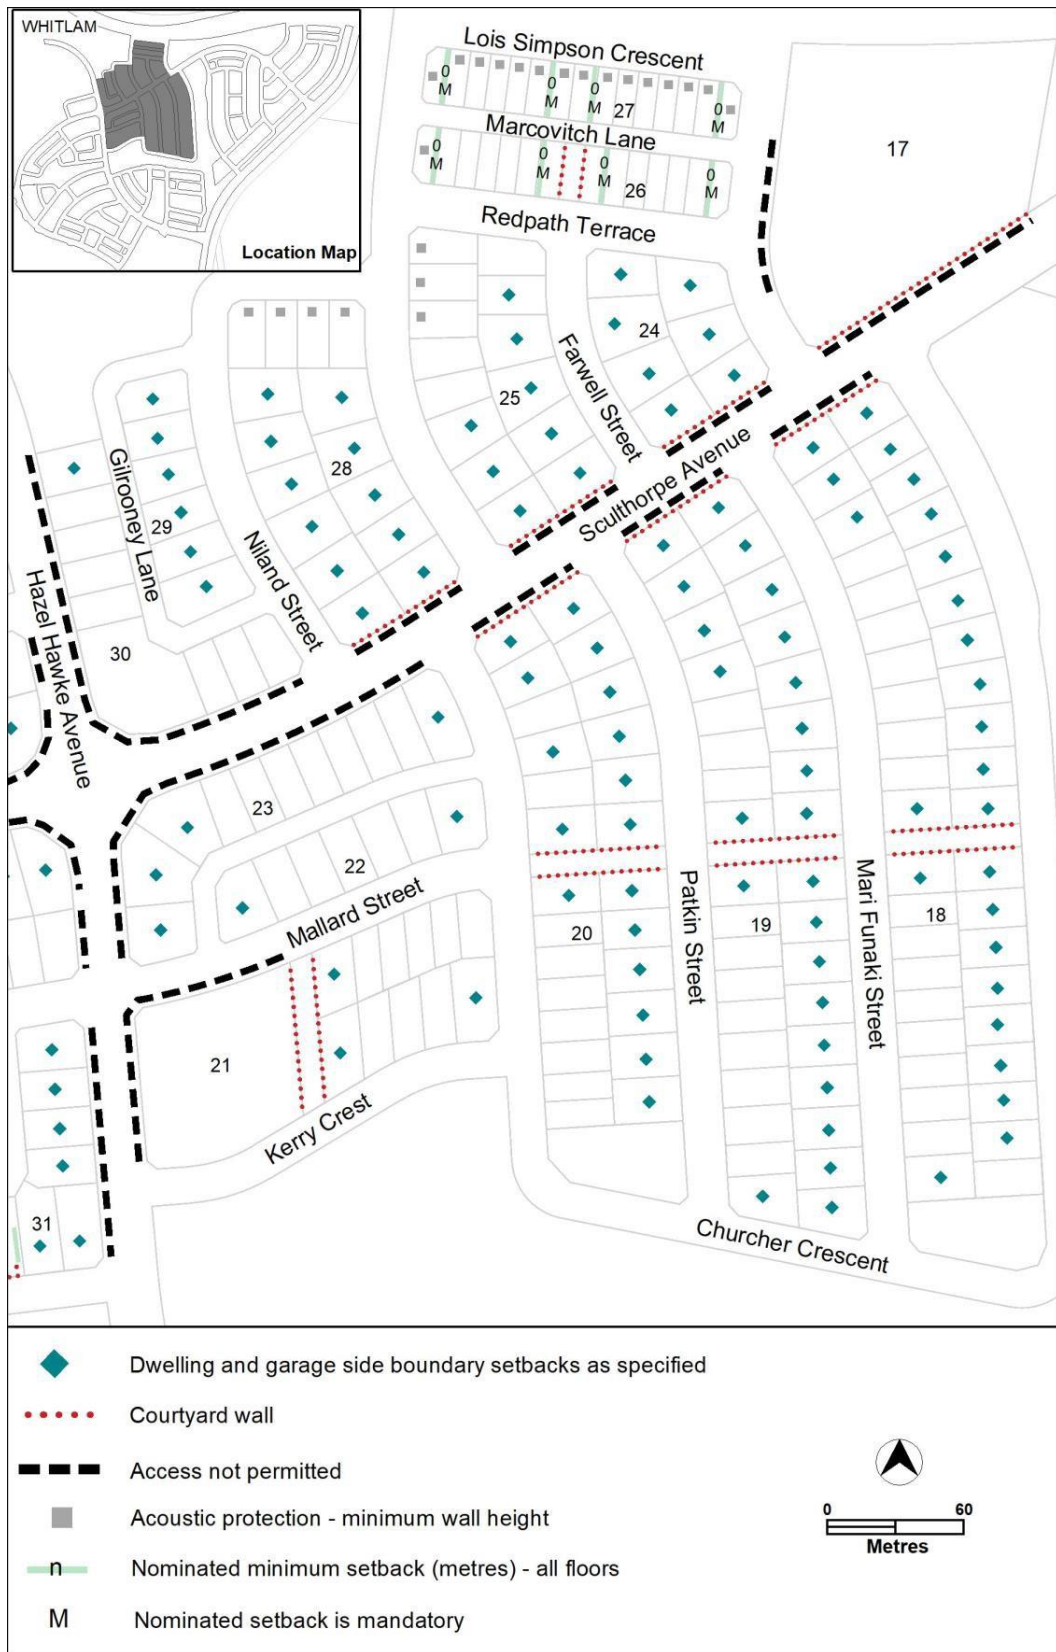 WHITLAM
Location Map
Lois Simpson Crescent
0
M
0
M
0
M
27
0
M
Marcovitch Lane
0
M
0
M
0
M
26
0
M
Redpath Terrace
17
24
25
Farwell Street
Sculthorpe Avenue
28
29
Gilrooney Lane
Niland Street
Hazel Hawke Avenue
30
23
22
Mallard Street
21
Kerry Crest
20
Patkin Street
19
Mari Funaki Street
18
Churcher Crescent
31
Dwelling and garage side boundary setbacks as specified
Courtyard wall
Access not permitted
Acoustic protection - minimum wall height
n Nominated minimum setback (metres) - all floors
M Nominated setback is mandatory
0 60
Metres